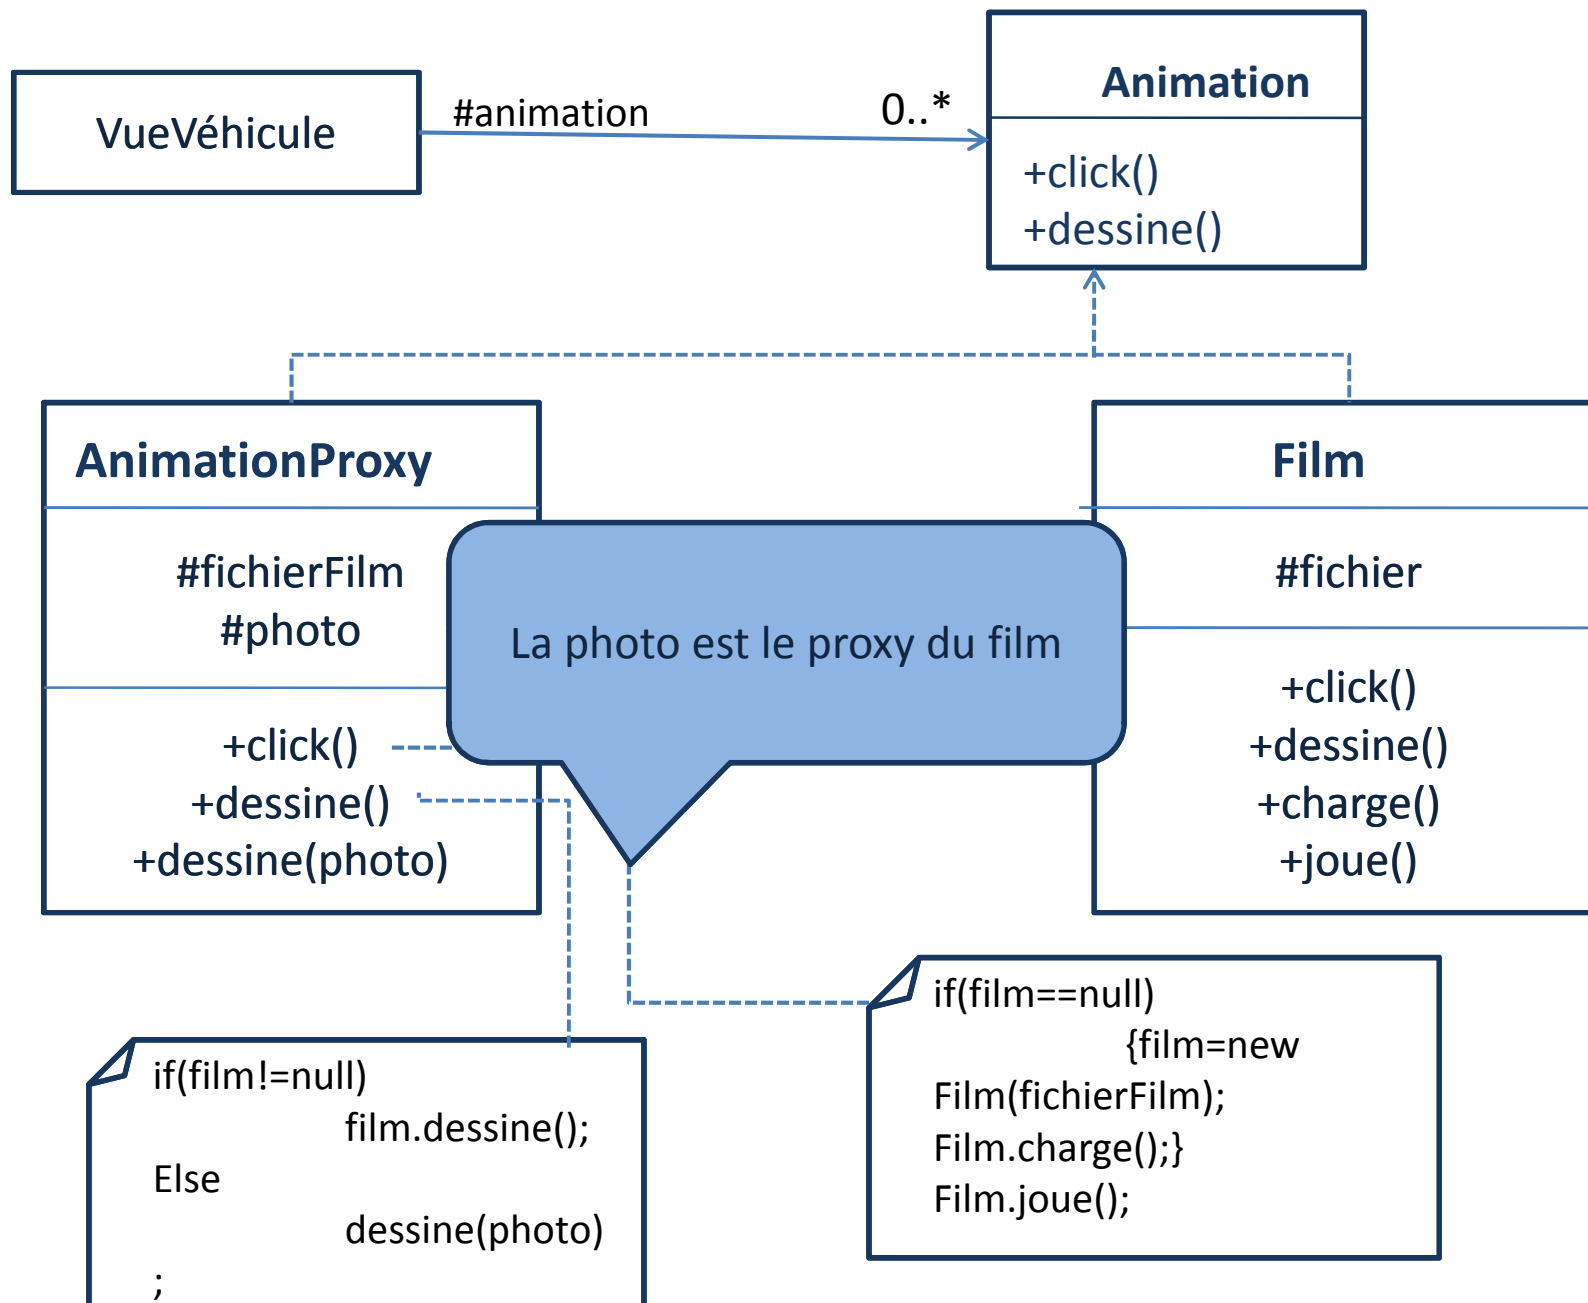 VueVéhicule
#animation
0..*
Animation
+click()
+dessine()
AnimationProxy
#fichierFilm
#photo
+click()
+dessine()
+dessine(photo)
La photo est le proxy du film
Film
#fichier
+click()
+dessine()
+charge()
+joue()
if(film!=null)
film.dessine();
Else
dessine(photo)
;
if(film==null)
{film=new
Film(fichierFilm);
Film.charge();}
Film.joue();